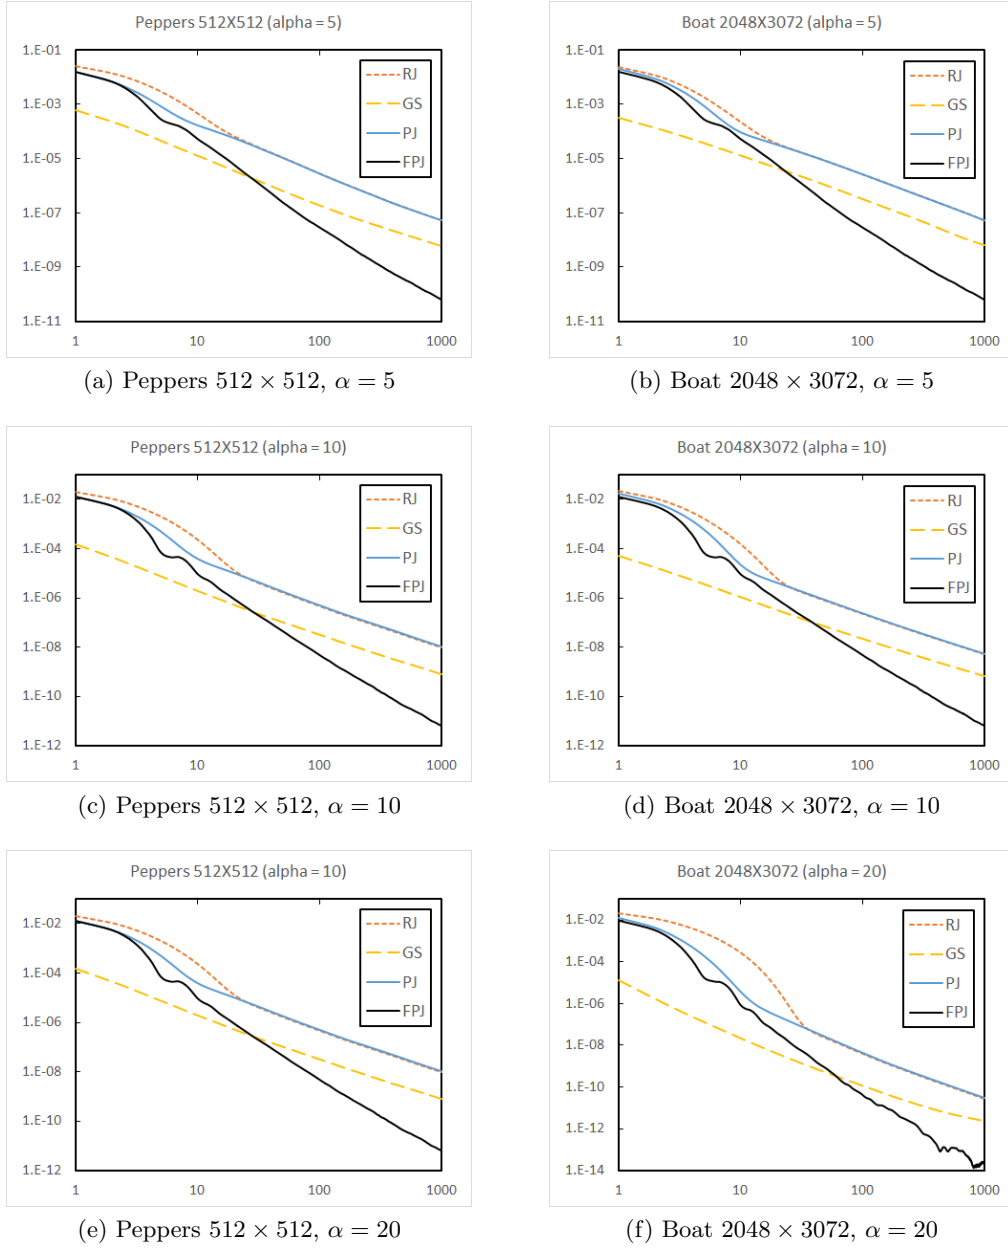 Peppers 512X512 (alpha = 5)
1.E-01
1.E-03
1.E-05
1.E-07
1.E-09
1.E-11
1 10 100 1000
RJ
GS
PJ
FPJ
(a) Peppers 512 × 512, α = 5
Boat 2048X3072 (alpha = 5)
1.E-01
1.E-03
1.E-05
1.E-07
1.E-09
1.E-11
1 10 100 1000
RJ
GS
PJ
FPJ
(b) Boat 2048 × 3072, α = 5
Peppers 512X512 (alpha = 10)
1.E-02
1.E-04
1.E-06
1.E-08
1.E-10
1.E-12
1 10 100 1000
RJ
GS
PJ
FPJ
(c) Peppers 512 × 512, α = 10
Boat 2048X3072 (alpha = 10)
1.E-02
1.E-04
1.E-06
1.E-08
1.E-10
1.E-12
1 10 100 1000
RJ
GS
PJ
FPJ
(d) Boat 2048 × 3072, α = 10
Peppers 512X512 (alpha = 10)
1.E-02
1.E-04
1.E-06
1.E-08
1.E-10
1.E-12
1 10 100 1000
RJ
GS
PJ
FPJ
(e) Peppers 512 × 512, α = 20
Boat 2048X3072 (alpha = 20)
1.E-02
1.E-04
1.E-06
1.E-08
1.E-10
1.E-12
1.E-14
1 10 100 1000
RJ
GS
PJ
FPJ
(f) Boat 2048 × 3072, α = 20